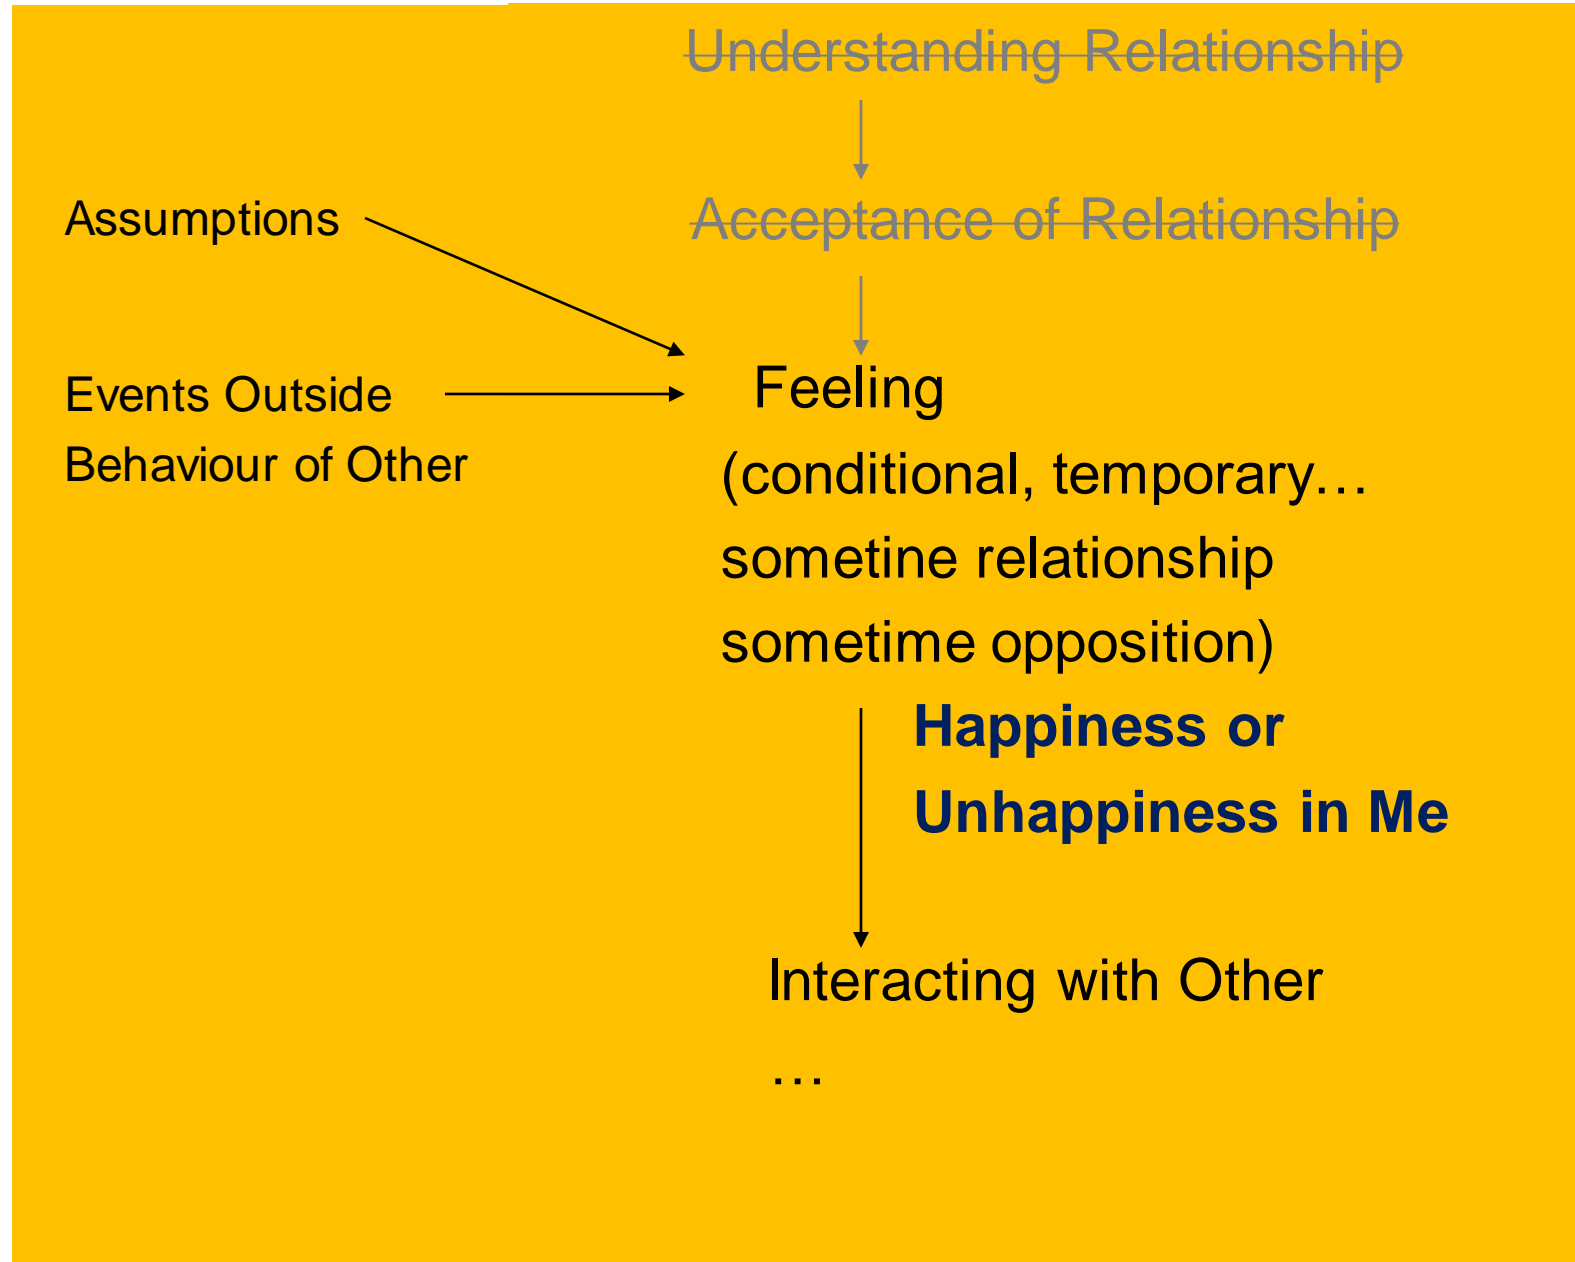 Understanding Relationship
Acceptance of Relationship
Assumptions
Events Outside
Behaviour of Other
Feeling
(conditional, temporary…
sometine relationship
sometime opposition)
Happiness or
Unhappiness in Me
Interacting with Other
…